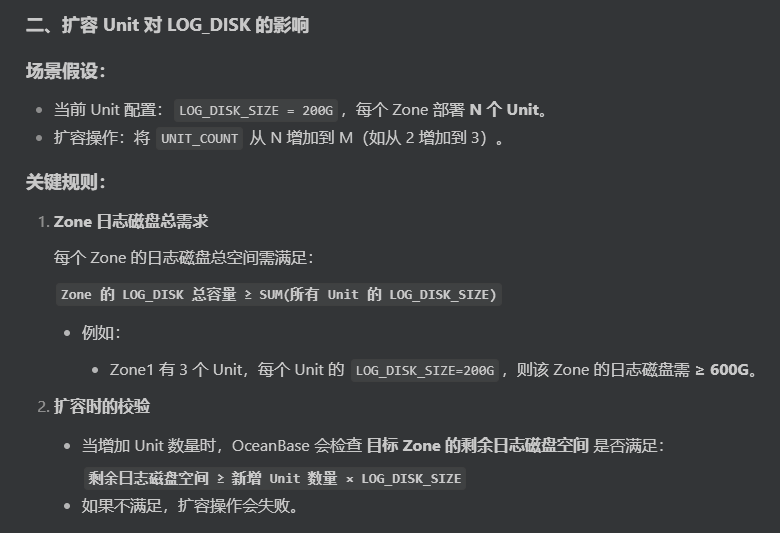 二、扩容 Unit 对 LOG_DISK 的影响
场景假设：
• 当前 Unit 配置： LOG_DISK_SIZE = 200G ，每个 Zone 部署 N 个 Unit。
• 扩容操作：将 UNIT_COUNT 从 N 增加到 M（如从 2 增加到 3）。
关键规则：
1. Zone 日志磁盘总需求
每个 Zone 的日志磁盘总空间需满足：
Zone 的 LOG_DISK 总容量 ≥ SUM(所有 Unit 的 LOG_DISK_SIZE)
• 例如：
• Zone1 有 3 个 Unit，每个 Unit 的 LOG_DISK_SIZE=200G ，则该 Zone 的日志磁盘需 ≥ 600G。
2. 扩容时的校验
• 当增加 Unit 数量时，OceanBase 会检查 目标 Zone 的剩余日志磁盘空间 是否满足：
剩余日志磁盘空间 ≥ 新增 Unit 数量 × LOG_DISK_SIZE
• 如果不满足，扩容操作会失败。